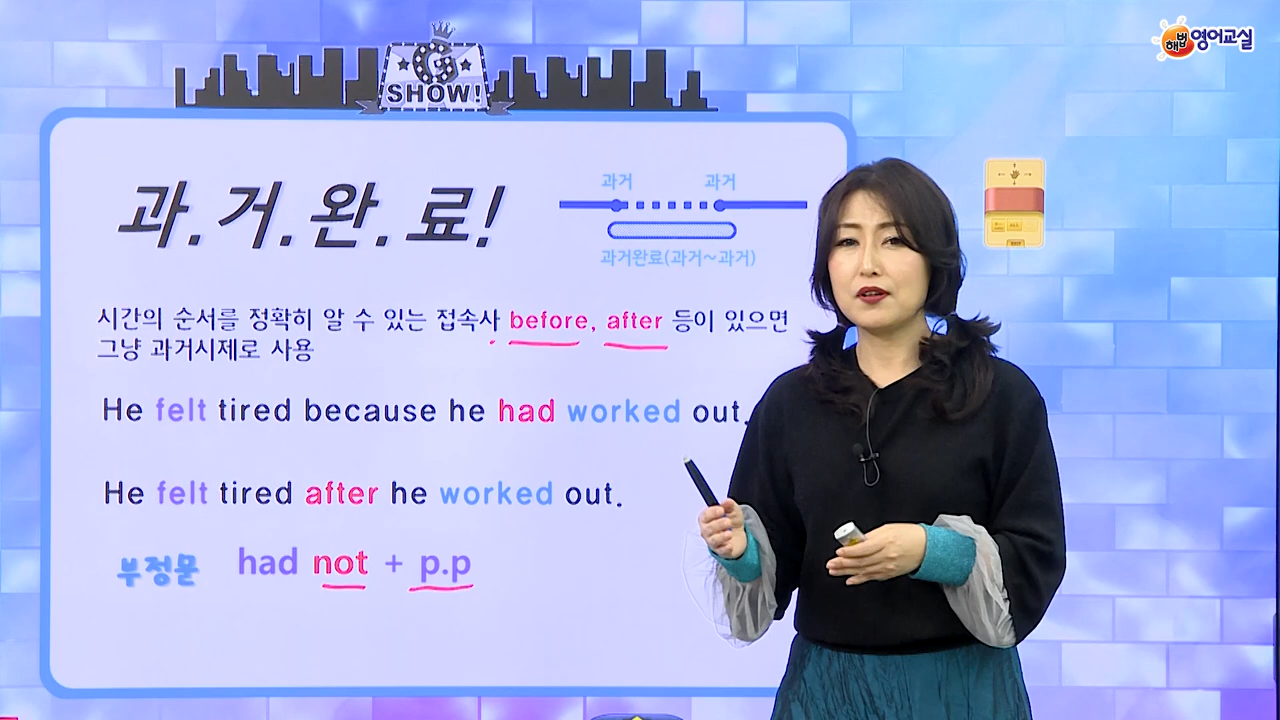 해법영어교실
G
SHOW!
과.거.완.료!
과거 과거
과거완료(과거~과거)
시간의 순서를 정확히 알 수 있는 접속사 before, after 등이 있으면
그냥 과거시제로 사용
He felt tired because he had worked out.
He felt tired after he worked out.
부정문 had not + p.p